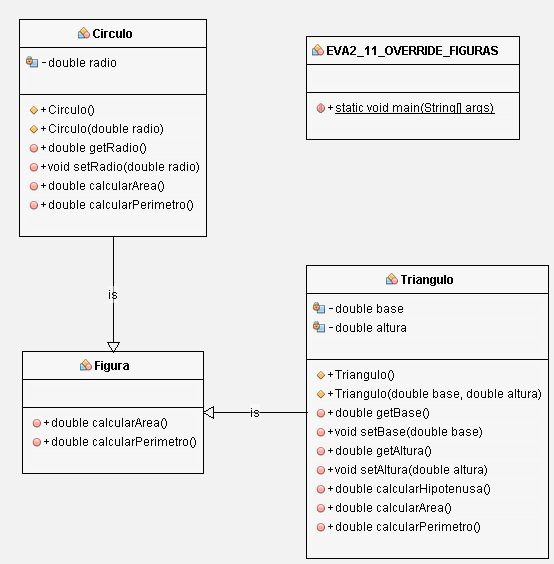 Circulo
- double radio
+ Circulo()
+ Circulo(double radio)
+ double getRadio()
+ void setRadio(double radio)
+ double calcularArea()
+ double calcularPerimetro()
EVA2_11_OVERRIDE_FIGURAS
+ static void main(String[] args)
is
Figura
+ double calcularArea()
+ double calcularPerimetro()
is
Triangulo
- double base
- double altura
+ Triangulo()
+ Triangulo(double base, double altura)
+ double getBase()
+ void setBase(double base)
+ double getAltura()
+ void setAltura(double altura)
+ double calcularHipotenusa()
+ double calcularArea()
+ double calcularPerimetro()